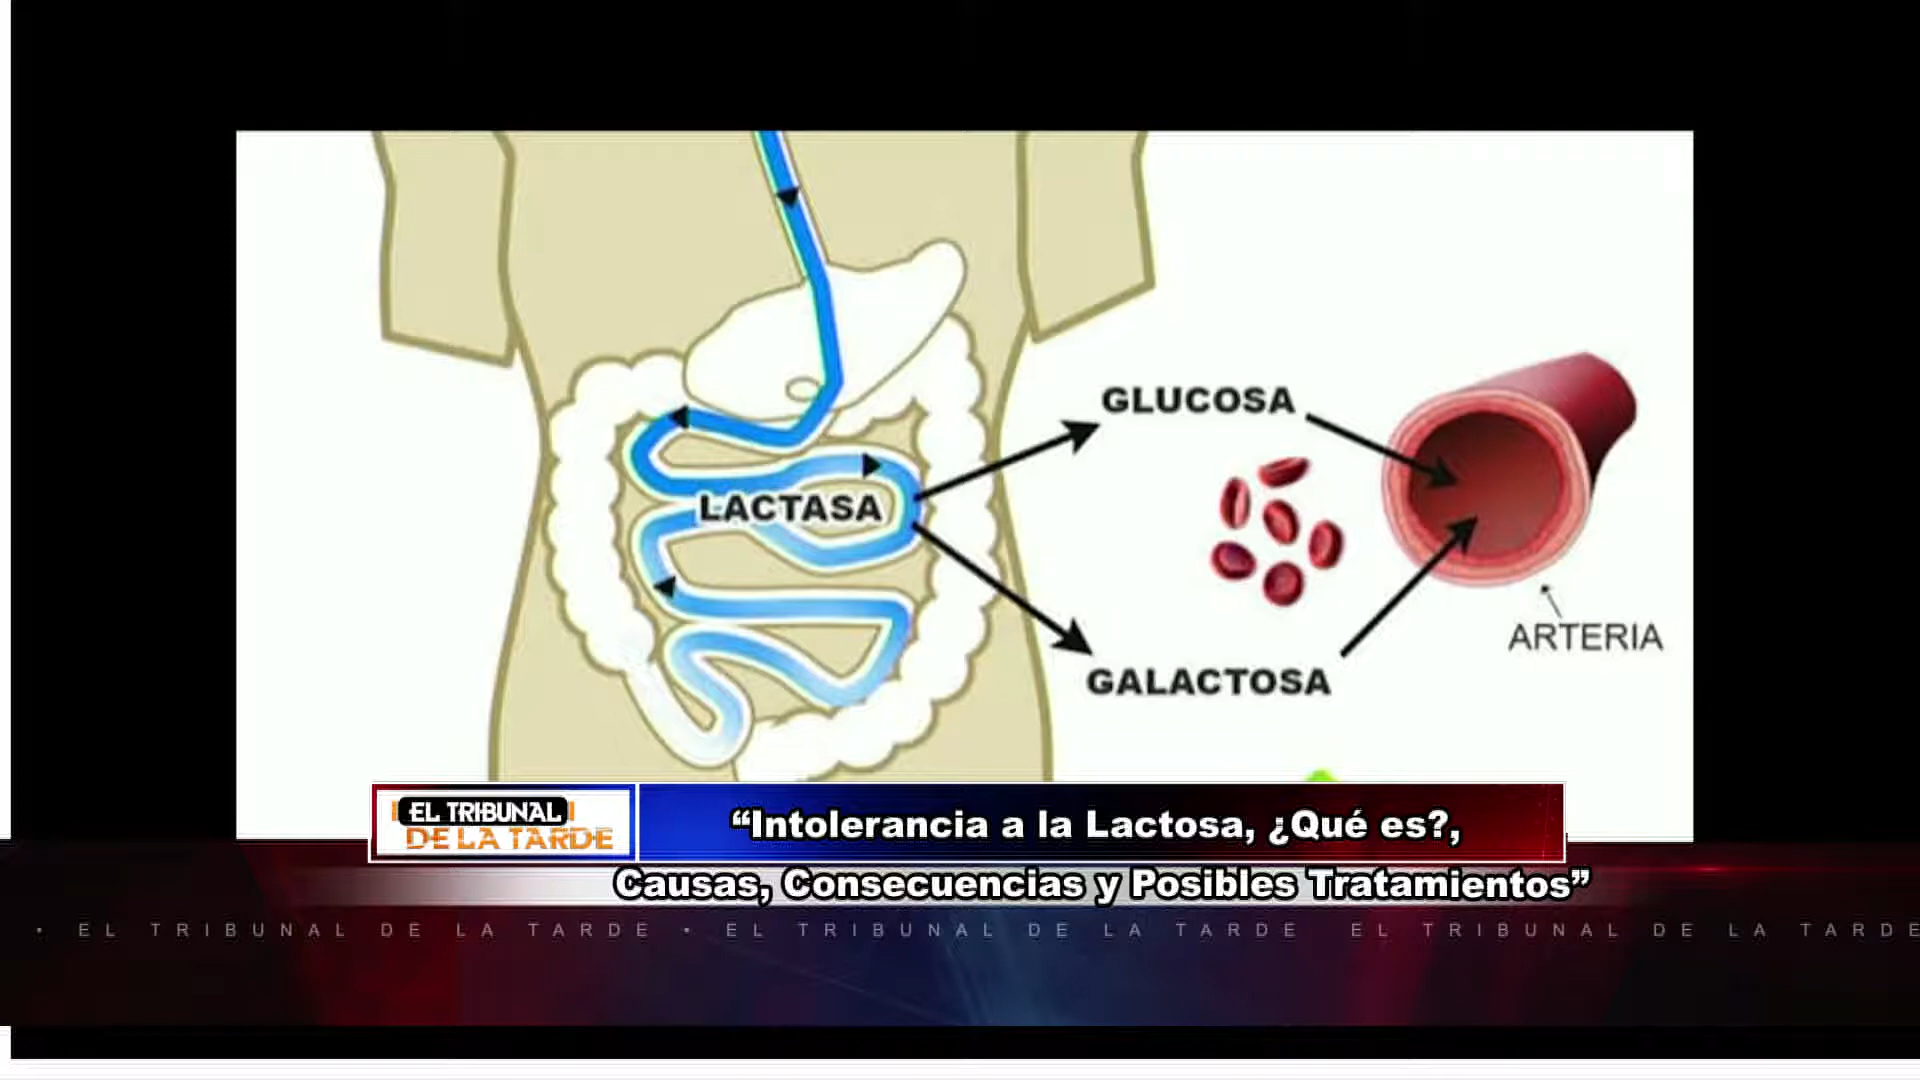 GLUCOSA
LACTASA
ARTERIA
GALACTOSA
EL TRIBUNAL
DE LA TARDE
“Intolerancia a la Lactosa, ¿Qué es?,
Causas, Consecuencias y Posibles Tratamientos”
• EL TRIBUNAL DE LA TARDE • EL TRIBUNAL DE LA TARDE EL TRIBUNAL DE LA TARDE